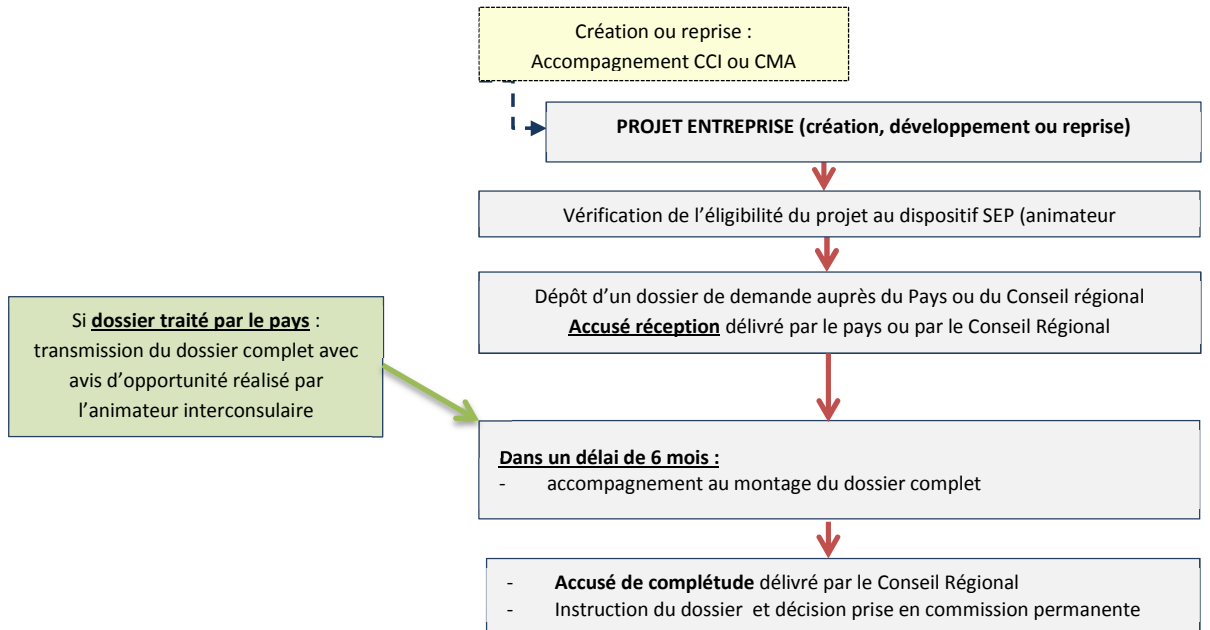 Création ou reprise :
Accompagnement CCI ou CMA
PROJET ENTREPRISE (création, développement ou reprise)
Vérification de l'éligibilité du projet au dispositif SEP (animateur
Dépôt d'un dossier de demande auprès du Pays ou du Conseil régional
Accusé réception délivré par le pays ou par le Conseil Régional
Si dossier traité par le pays :
transmission du dossier complet avec
avis d'opportunité réalisé par
l'animateur interconsulaire
Dans un délai de 6 mois :
- accompagnement au montage du dossier complet
- Accusé de complétude délivré par le Conseil Régional
- Instruction du dossier et décision prise en commission permanente